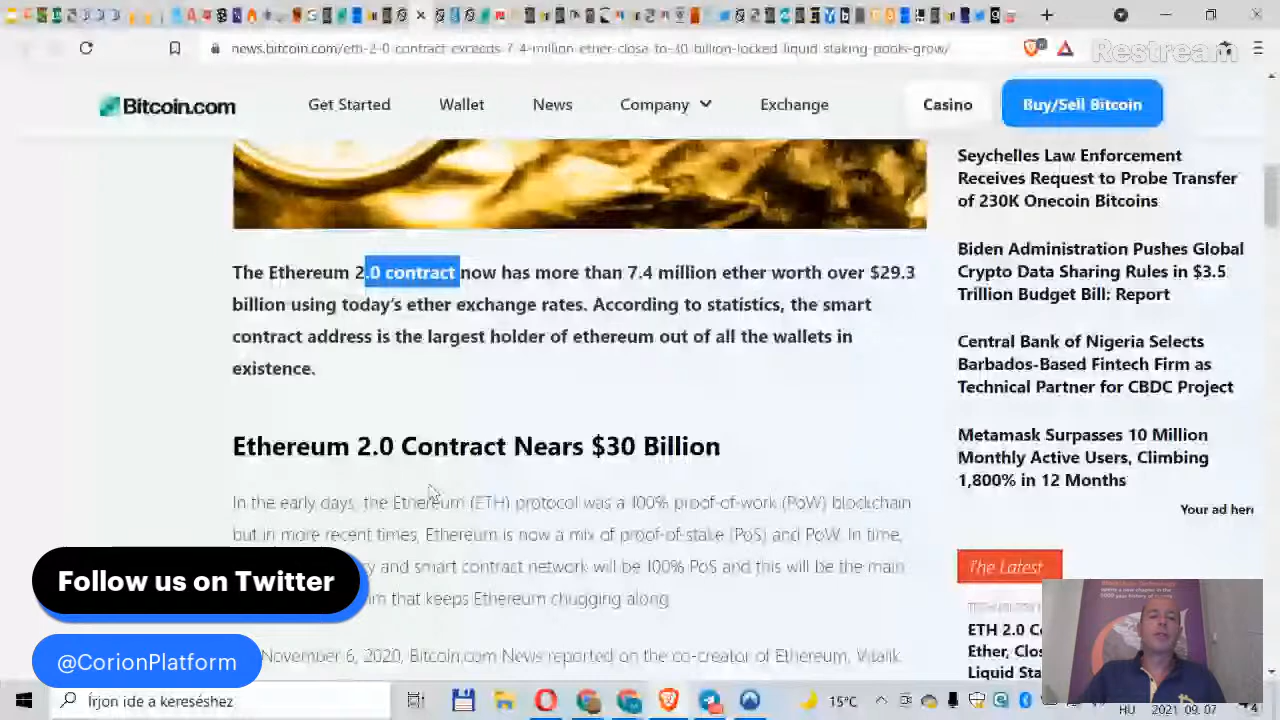 news.bitcoin.com/eth-2-0-contract-exceeds-7-4-million-ether-close-to-30-billion-locked-liquid-staking-pools-grow/
Restream
Bitcoin.com
Get Started
Wallet
News
Company
Exchange
Casino
Buy/Sell Bitcoin
The Ethereum 2.0 contract now has more than 7.4 million ether worth over $29.3
billion using today's ether exchange rates. According to statistics, the smart
contract address is the largest holder of ethereum out of all the wallets in
existence.
Ethereum 2.0 Contract Nears $30 Billion
In the early days, the Ethereum (ETH) protocol was a 100% proof-of-work (PoW) blockchain
but in more recent times, Ethereum is now a mix of proof-of-stake (PoS) and PoW. In time,
y and smart contract network will be 100% PoS and this will be the main
m that keeps Ethereum chugging along
November 6, 2020, Bitcoin.com News reported on the co-creator of Ethereum, Vitalik
Seychelles Law Enforcement
Receives Request to Probe Transfer
of 230K Onecoin Bitcoins
Biden Administration Pushes Global
Crypto Data Sharing Rules in $3.5
Trillion Budget Bill: Report
Central Bank of Nigeria Selects
Barbados-Based Fintech Firm as
Technical Partner for CBDC Project
Metamask Surpasses 10 Million
Monthly Active Users, Climbing
1,800% in 12 Months
Your ad here
The Latest
ETH 2.0 Co
Ether, Clos
Liquid Sta
Follow us on Twitter
@CorionPlatform
Írjon ide a kereséshez
15°C
HU
2021. 09. 07.